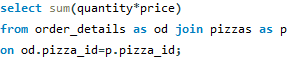 select sum(quantity*price)
from order_details as od join pizzas as p
on od.pizza_id=p.pizza_id;